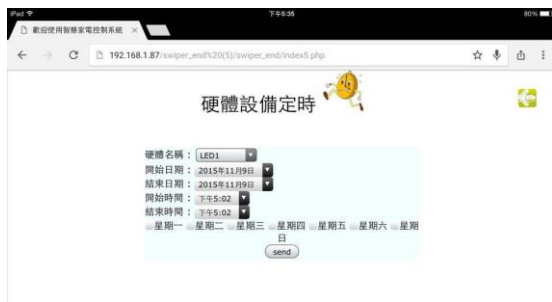 iPad 下午5:35 80%
歡迎使用智慧家電控制系統 ×
192.168.1.87/swiper_end%20(5)/swiper_end/index5.php
硬體設備定時
硬體名稱： LED1
開始日期： 2015年11月9日
結束日期： 2015年11月9日
開始時間： 下午5:02
結束時間： 下午5:02
星期一 星期二 星期三 星期四 星期五 星期六 星期
日
send